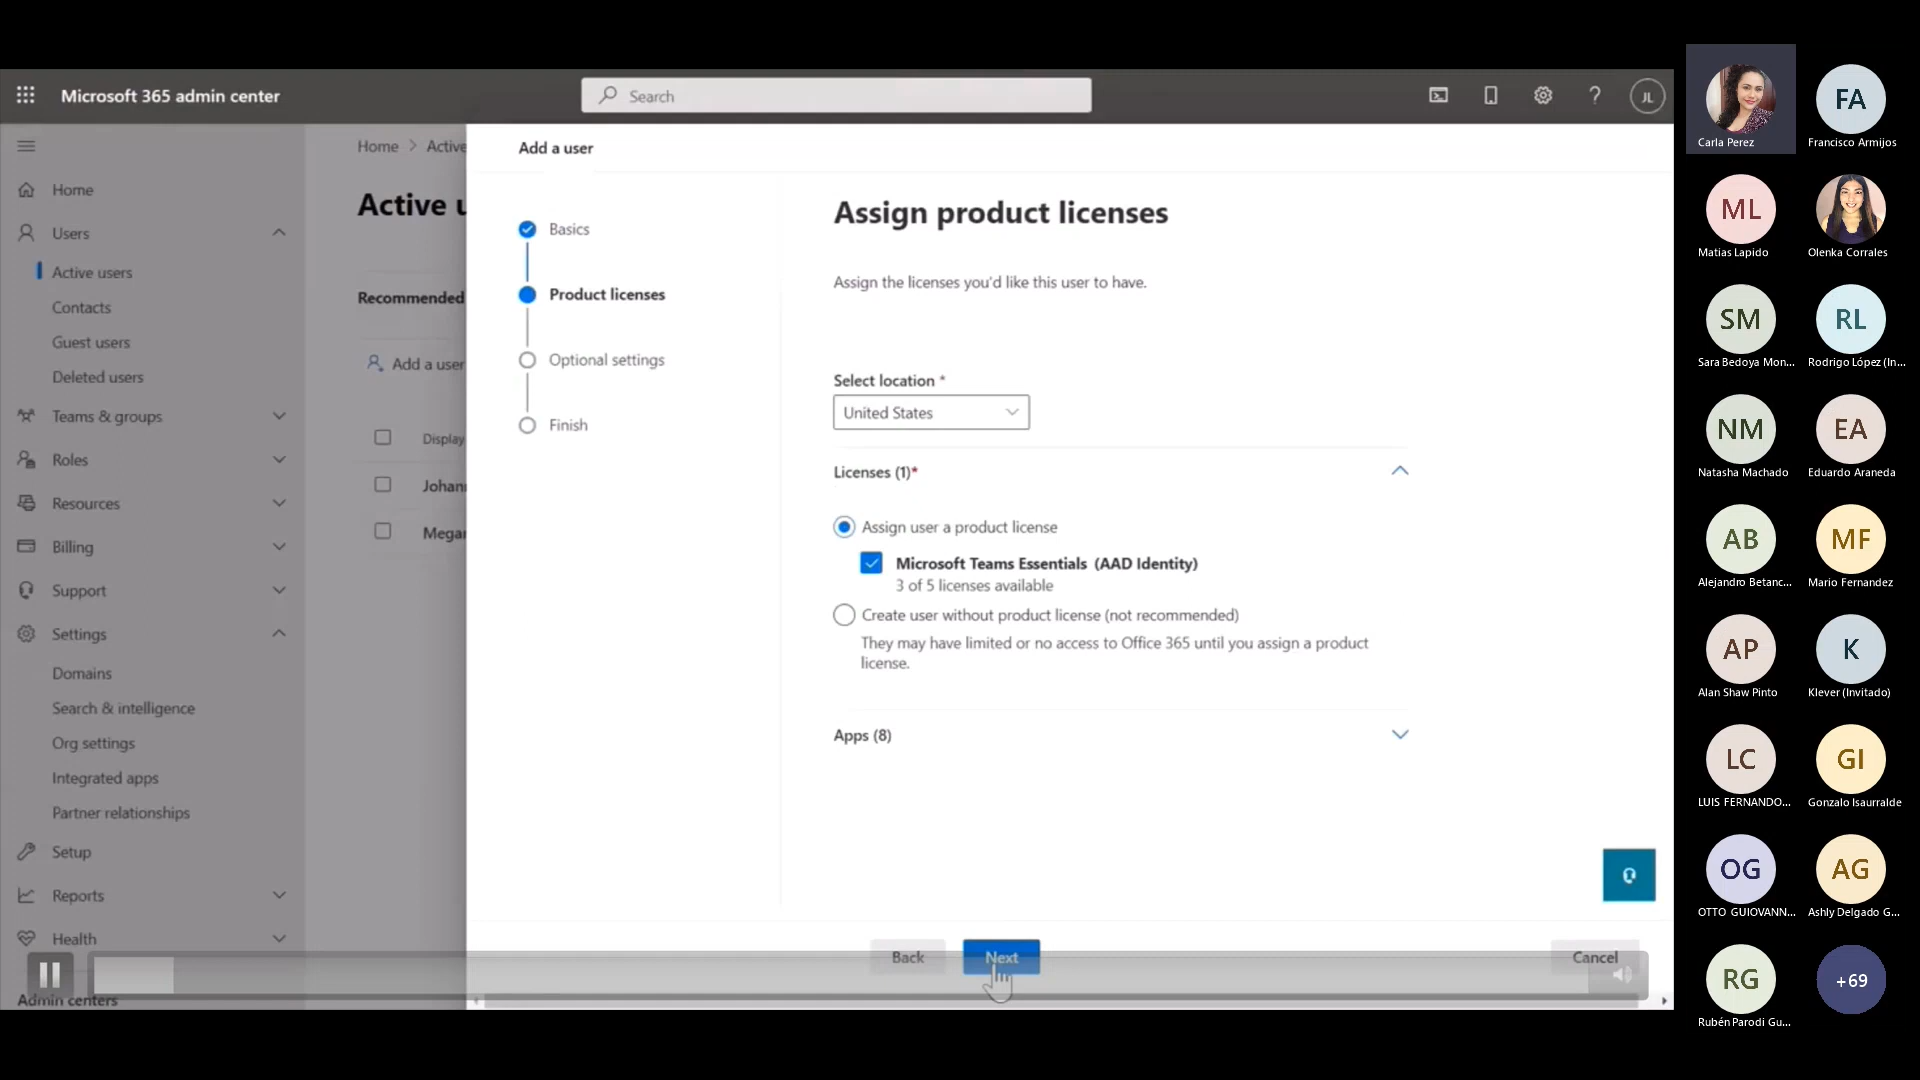 Microsoft 365 admin center
Search
JL
Home
Users
Active users
Contacts
Guest users
Deleted users
Teams & groups
Roles
Resources
Billing
Support
Settings
Domains
Search & intelligence
Org settings
Integrated apps
Partner relationships
Setup
Reports
Health
Admin centers
Home > Active
Active u
Recommended
Add a user
Display
Johann
Megan
Add a user
Basics
Product licenses
Optional settings
Finish
Assign product licenses
Assign the licenses you'd like this user to have.
Select location *
United States
Licenses (1)*
Assign user a product license
Microsoft Teams Essentials (AAD Identity)
3 of 5 licenses available
Create user without product license (not recommended)
They may have limited or no access to Office 365 until you assign a product
license.
Apps (8)
Back
Next
Cancel
Carla Perez
FA
Francisco Armijos
ML
Matias Lapido
Olenka Corrales
SM
Sara Bedoya Mon...
RL
Rodrigo López (In...
NM
Natasha Machado
EA
Eduardo Araneda
AB
Alejandro Betanc...
MF
Mario Fernandez
AP
Alan Shaw Pinto
K
Klever (Invitado)
LC
LUIS FERNANDO...
GI
Gonzalo Isaurralde
OG
OTTO GUIOVANN...
AG
Ashly Delgado G...
RG
Rubén Parodi Gu...
+69